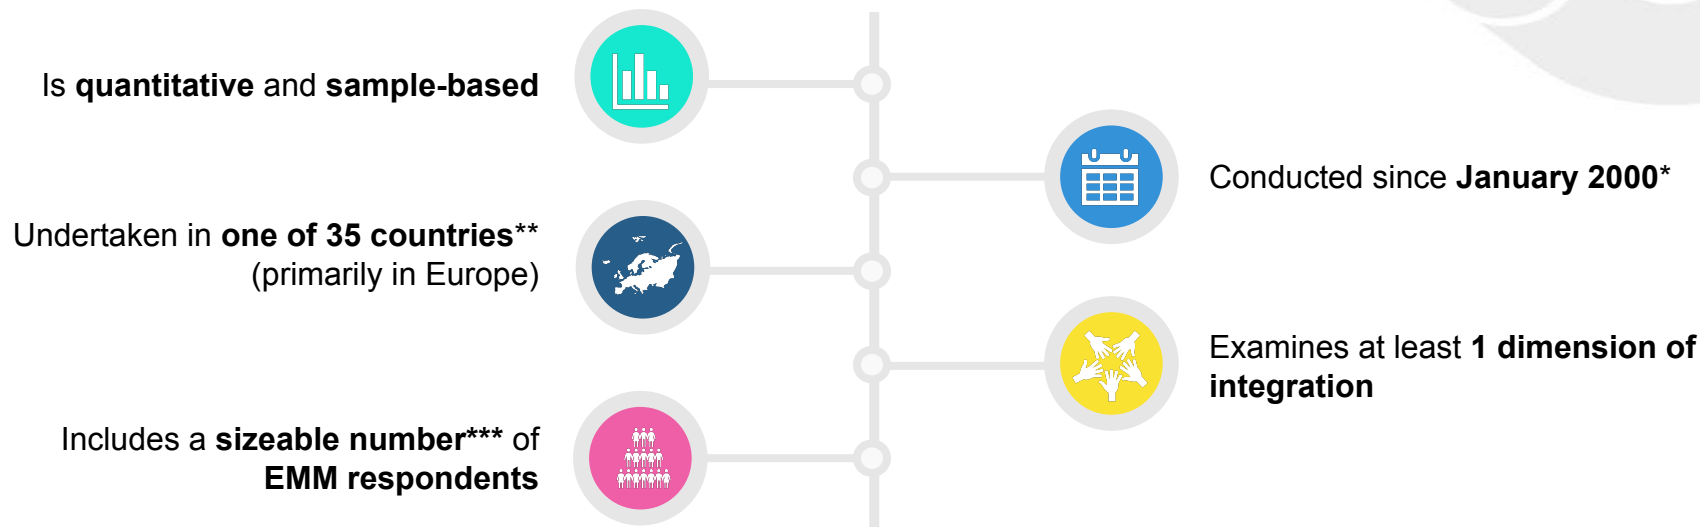 Is quantitative and sample-based
Conducted since January 2000*
Undertaken in one of 35 countries**
(primarily in Europe)
Examines at least 1 dimension of
integration
Includes a sizeable number*** of
EMM respondents